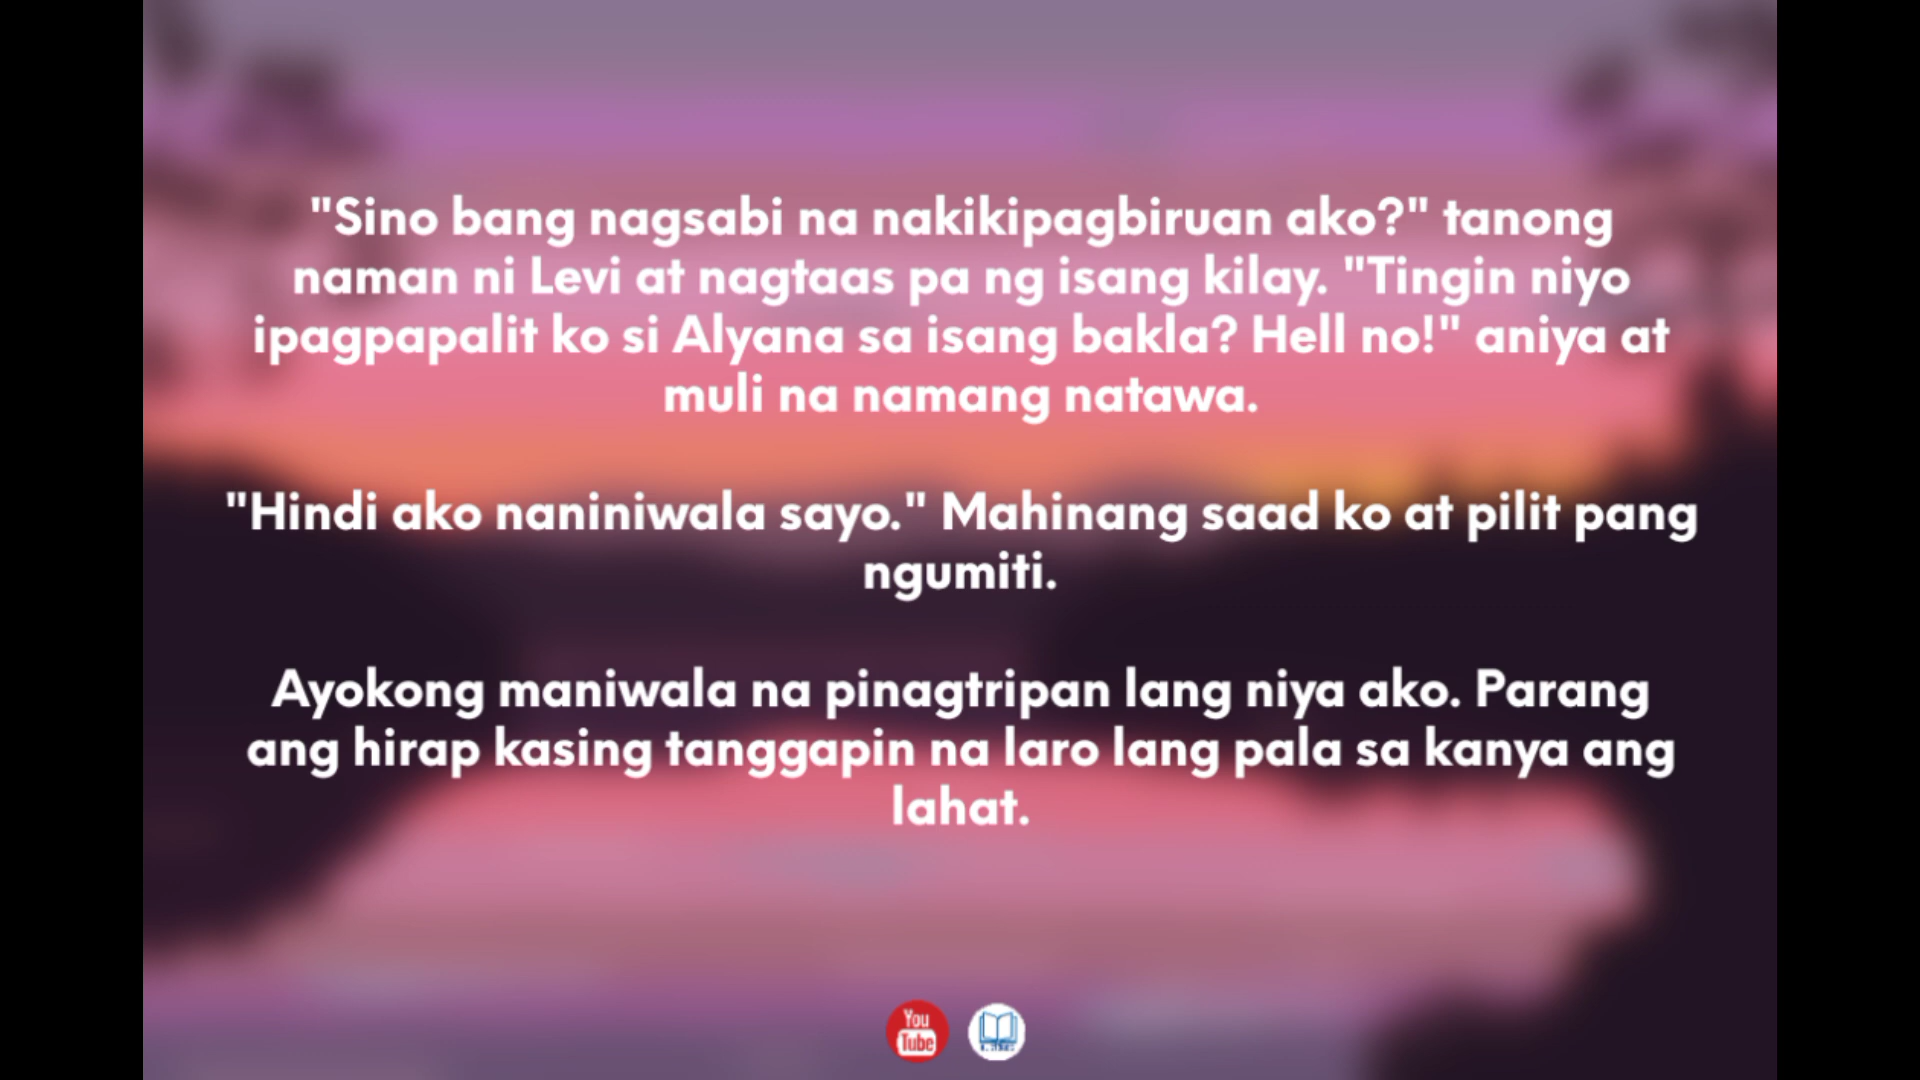 "Sino bang nagsabi na nakikipagbiruan ako?" tanong
naman ni Levi at nagtaas pa ng isang kilay. "Tingin niyo
ipagpapalit ko si Alyana sa isang bakla? Hell no!" aniya at
muli na namang natawa.
"Hindi ako naniniwala sayo." Mahinang saad ko at pilit pang
ngumiti.
Ayokong maniwala na pinagtripan lang niya ako. Parang
ang hirap kasing tanggapin na laro lang pala sa kanya ang
lahat.
You
Tube